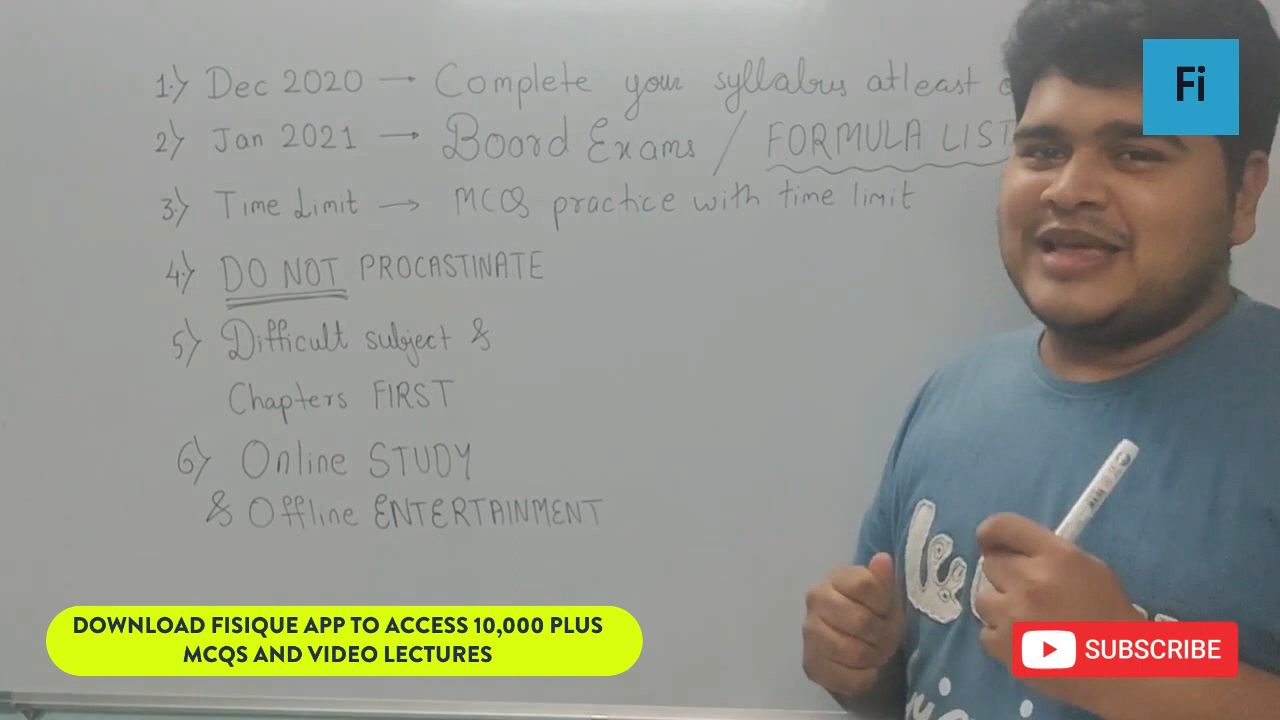 1.) Dec 2020 → Complete your syllabus atleast
2) Jan 2021 → Board Exams / FORMULA LIST
3.) Time Limit → MCQS practice with time limit
4.) DO NOT PROCASTINATE
5) Difficult subject &
Chapters FIRST
6) Online STUDY
& Offline ENTERTAINMENT
Fi
DOWNLOAD FISIQUE APP TO ACCESS 10,000 PLUS
MCQS AND VIDEO LECTURES
SUBSCRIBE